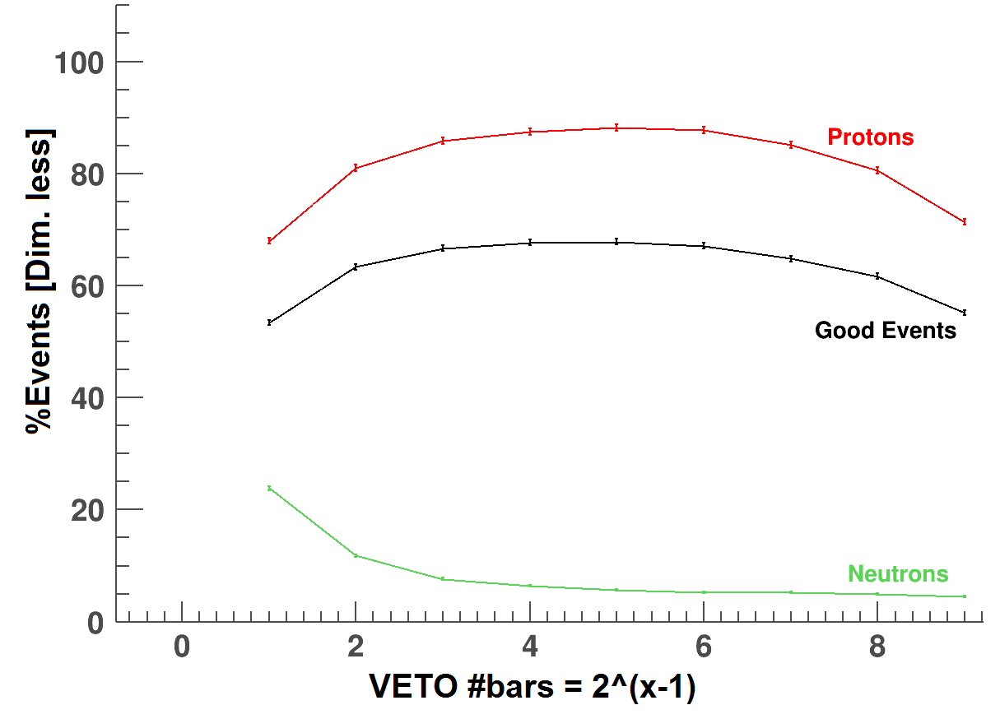 %Events [Dim. less]
100
80
60
40
20
0
Protons
Good Events
Neutrons
0 2 4 6 8
VETO #bars = 2^(x-1)